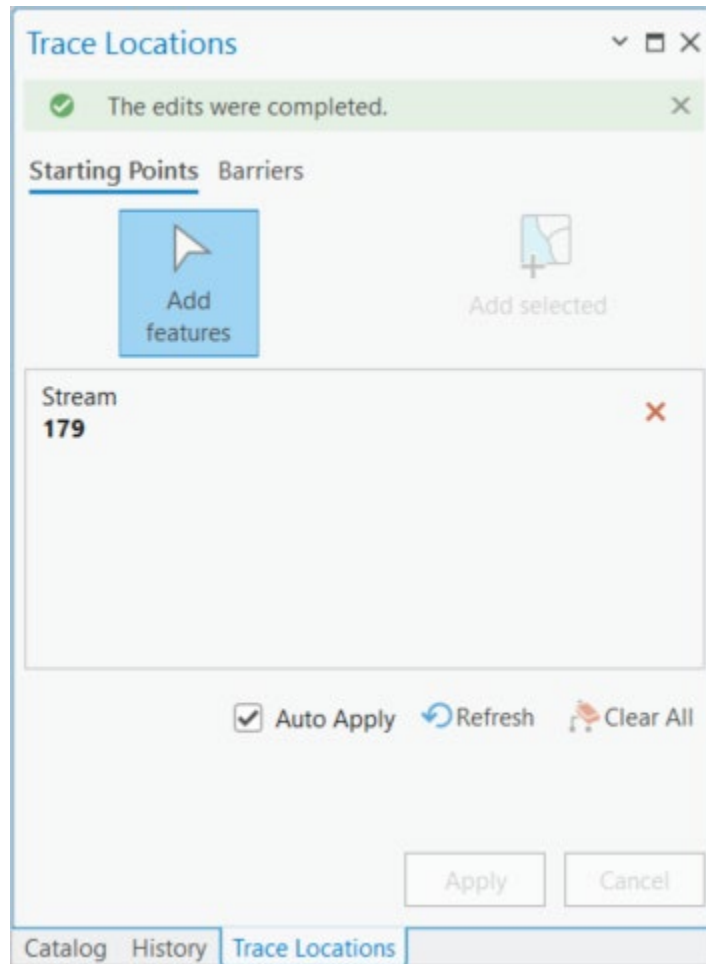 Trace Locations
The edits were completed.
Starting Points Barriers
Add
features
Add selected
Stream
179
Auto Apply Refresh Clear All
Apply Cancel
Catalog History Trace Locations